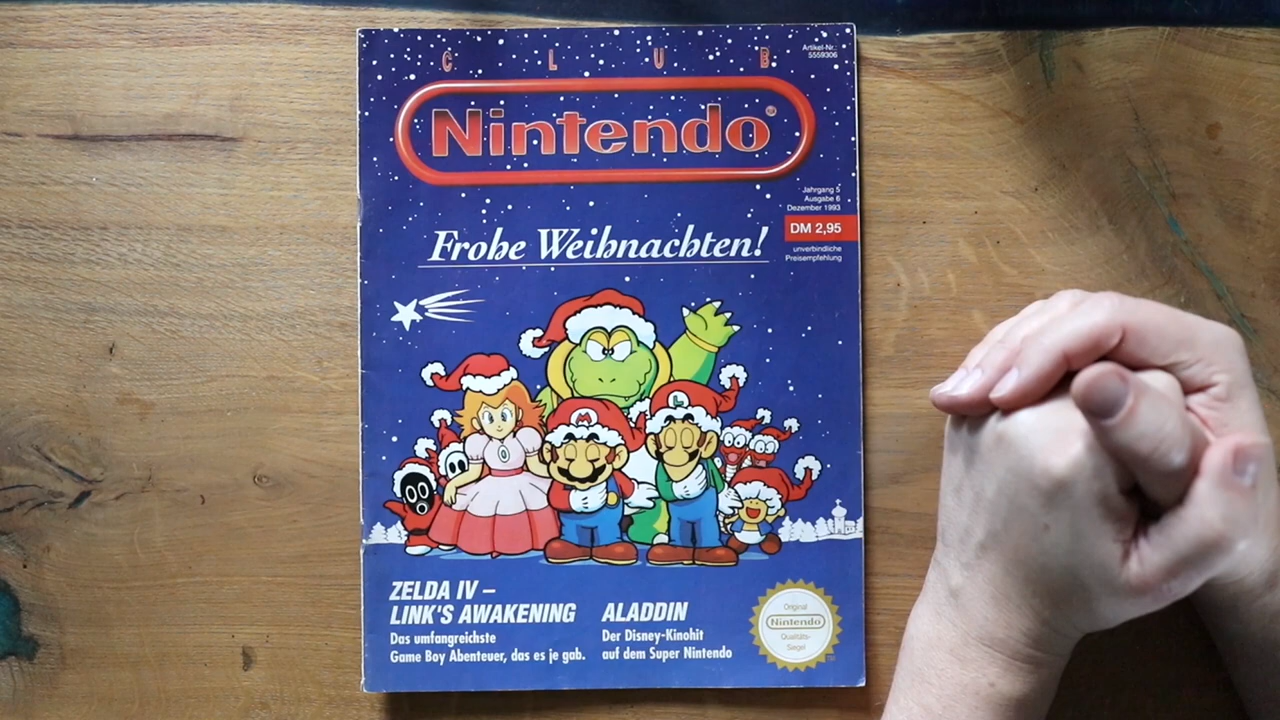 CLUB
Artikel-Nr.:
5559306
Nintendo®
Jahrgang 5
Ausgabe 6
Dezember 1993
DM 2,95
unverbindliche
Preisempfehlung
Frohe Weihnachten!
M
L
ZELDA IV –
LINK'S AWAKENING
Das umfangreichste
Game Boy Abenteuer, das es je gab.
ALADDIN
Der Disney-Kinohit
auf dem Super Nintendo
Original
Nintendo
Qualitäts-
Siegel
TM